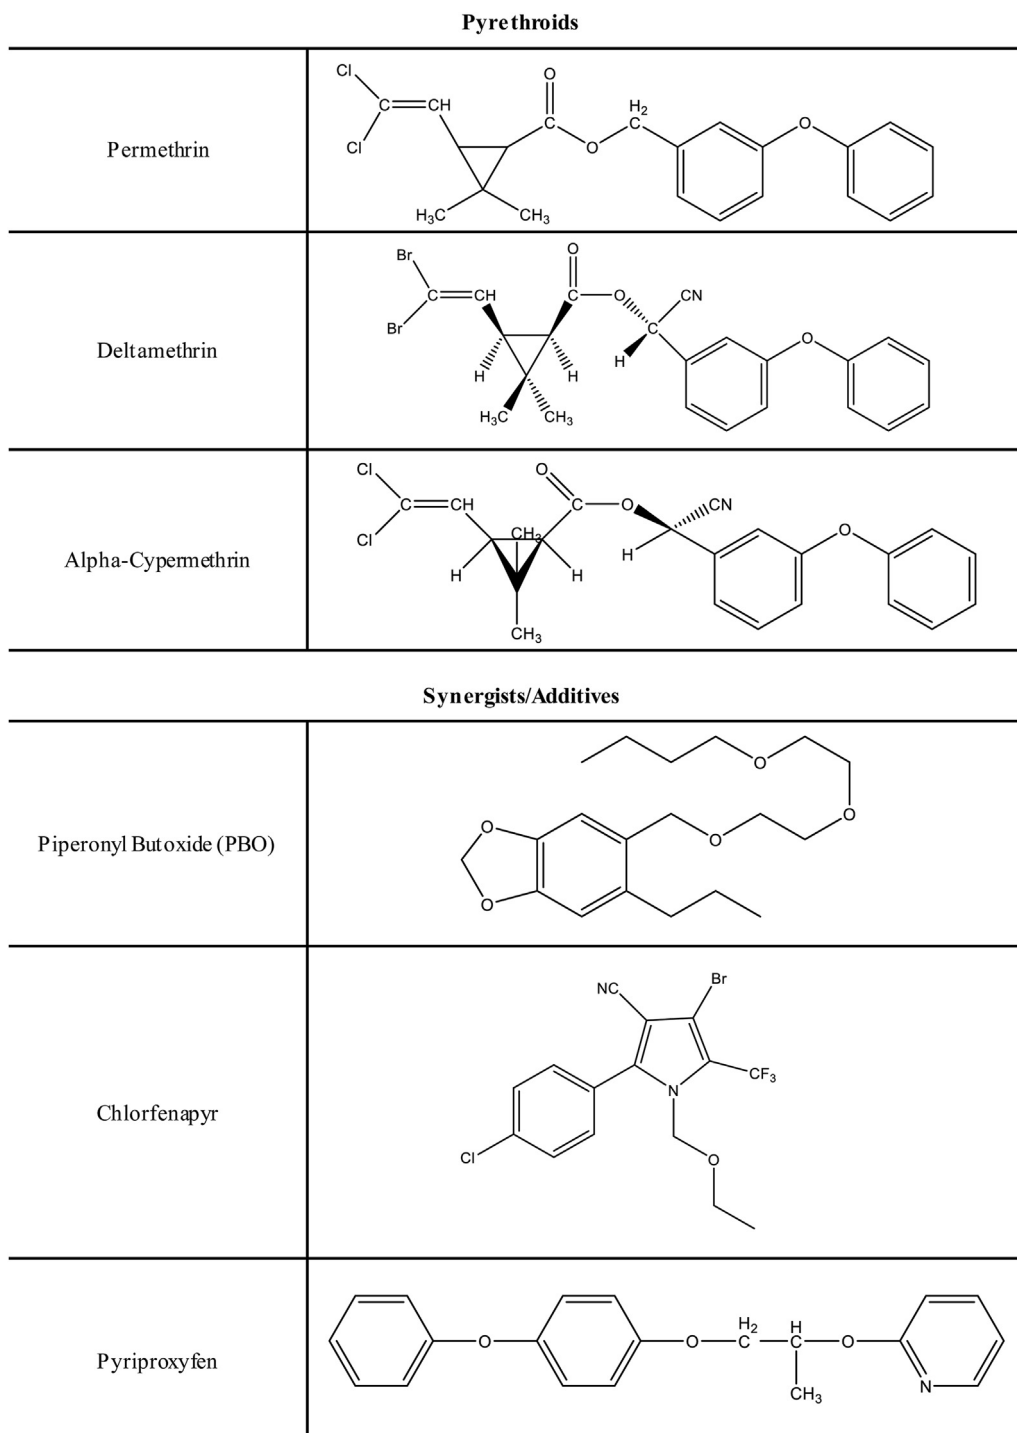 Pyrethroids
Permethrin
Cl
O
C
CH
H2
Cl
C
O
C
O
H3C
CH3
Deltamethrin
Br
O
C
CH
C
O
CN
Br
C
O
H
H
H
H3C
CH3
Alpha-Cypermethrin
Cl
O
C
CH
C
O
CN
Cl
CH3
O
H
H
H
CH3
Synergists/Additives
Piperonyl Butoxide (PBO)
O
O
O
O
O
Chlorfenapyr
NC
Br
CF3
N
Cl
O
Pyriproxyfen
O
O
H2
C
H
C
O
CH3
N